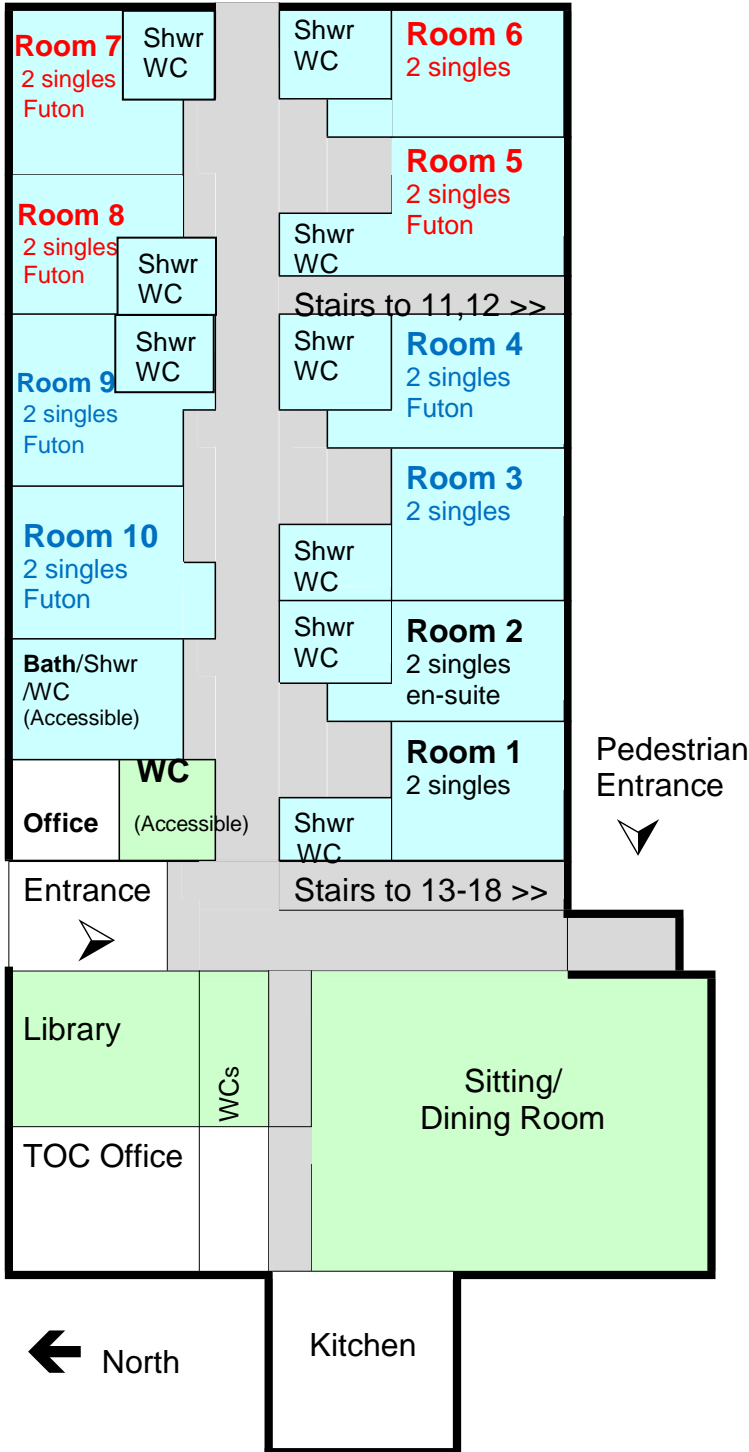 Room 7
2 singles
Futon
Shwr
WC
Shwr
WC
Room 6
2 singles
Room 5
2 singles
Futon
Shwr
WC
Room 8
2 singles
Futon
Shwr
WC
Stairs to 11,12 >>
Shwr
WC
Room 9
2 singles
Futon
Shwr
WC
Room 4
2 singles
Futon
Room 3
2 singles
Shwr
WC
Room 10
2 singles
Futon
Shwr
WC
Room 2
2 singles
en-suite
Bath/Shwr
/WC
(Accessible)
Room 1
2 singles
Shwr
WC
WC
(Accessible)
Office
Pedestrian
Entrance
Entrance
Stairs to 13-18 >>
Library
WCs
Sitting/
Dining Room
TOC Office
North
Kitchen